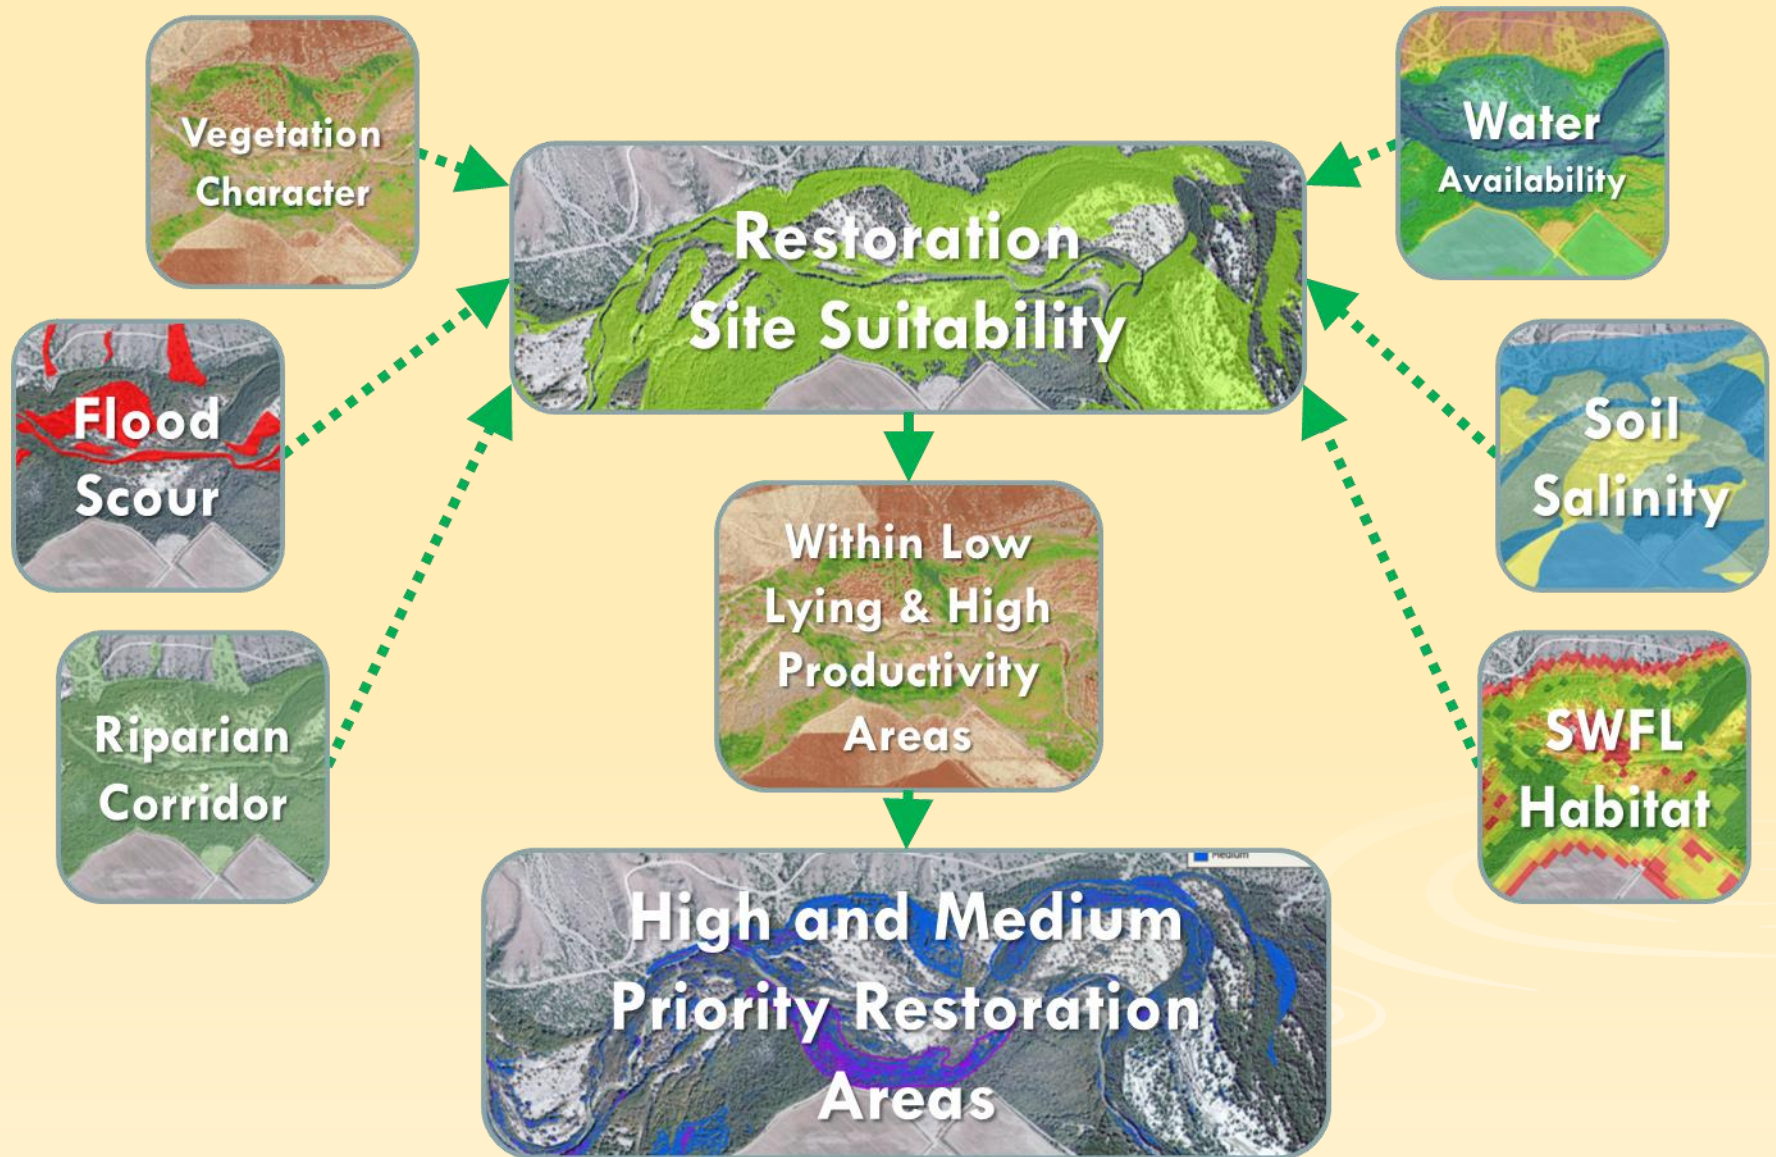 Vegetation
Character
Water
Availability
Restoration
Site Suitability
Flood
Scour
Soil
Salinity
Within Low
Lying & High
Productivity
Areas
Riparian
Corridor
SWFL
Habitat
Medium
High and Medium
Priority Restoration
Areas